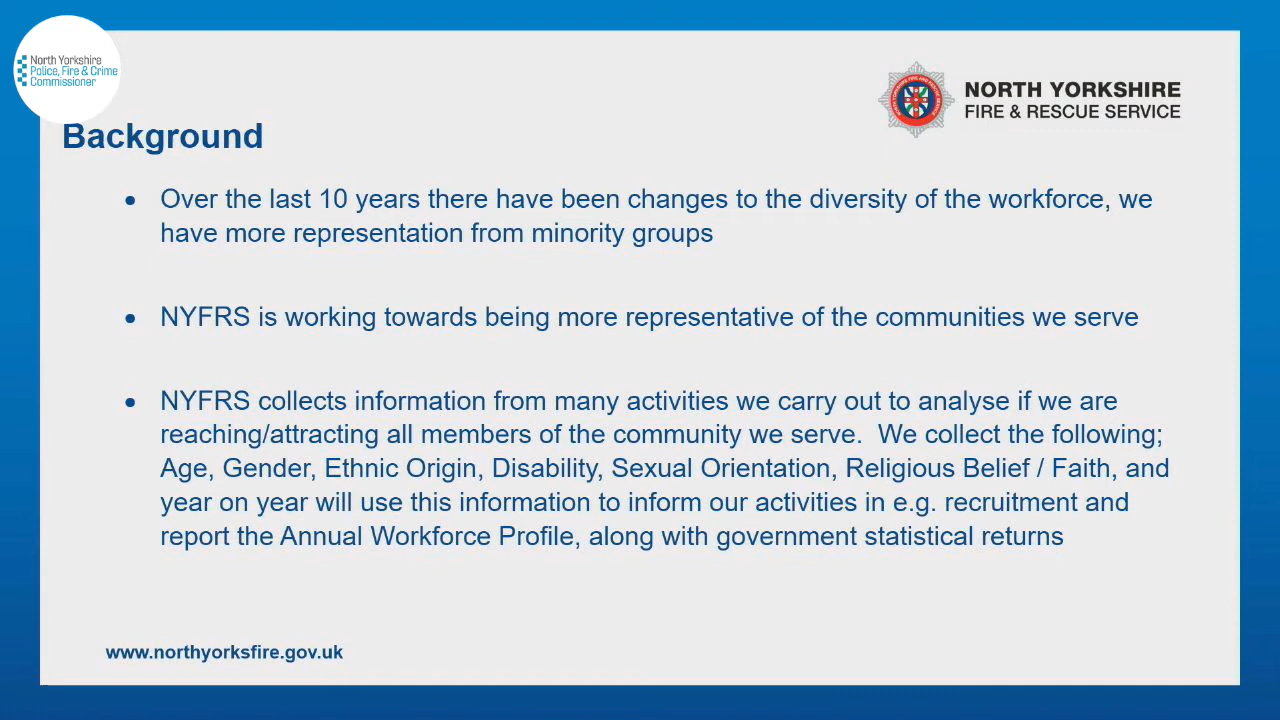 North Yorkshire
Police, Fire & Crime
Commissioner
NORTH YORKSHIRE
FIRE & RESCUE SERVICE
Background
• Over the last 10 years there have been changes to the diversity of the workforce, we
have more representation from minority groups
• NYFRS is working towards being more representative of the communities we serve
• NYFRS collects information from many activities we carry out to analyse if we are
reaching/attracting all members of the community we serve.  We collect the following;
Age, Gender, Ethnic Origin, Disability, Sexual Orientation, Religious Belief / Faith, and
year on year will use this information to inform our activities in e.g. recruitment and
report the Annual Workforce Profile, along with government statistical returns
www.northyorksfire.gov.uk